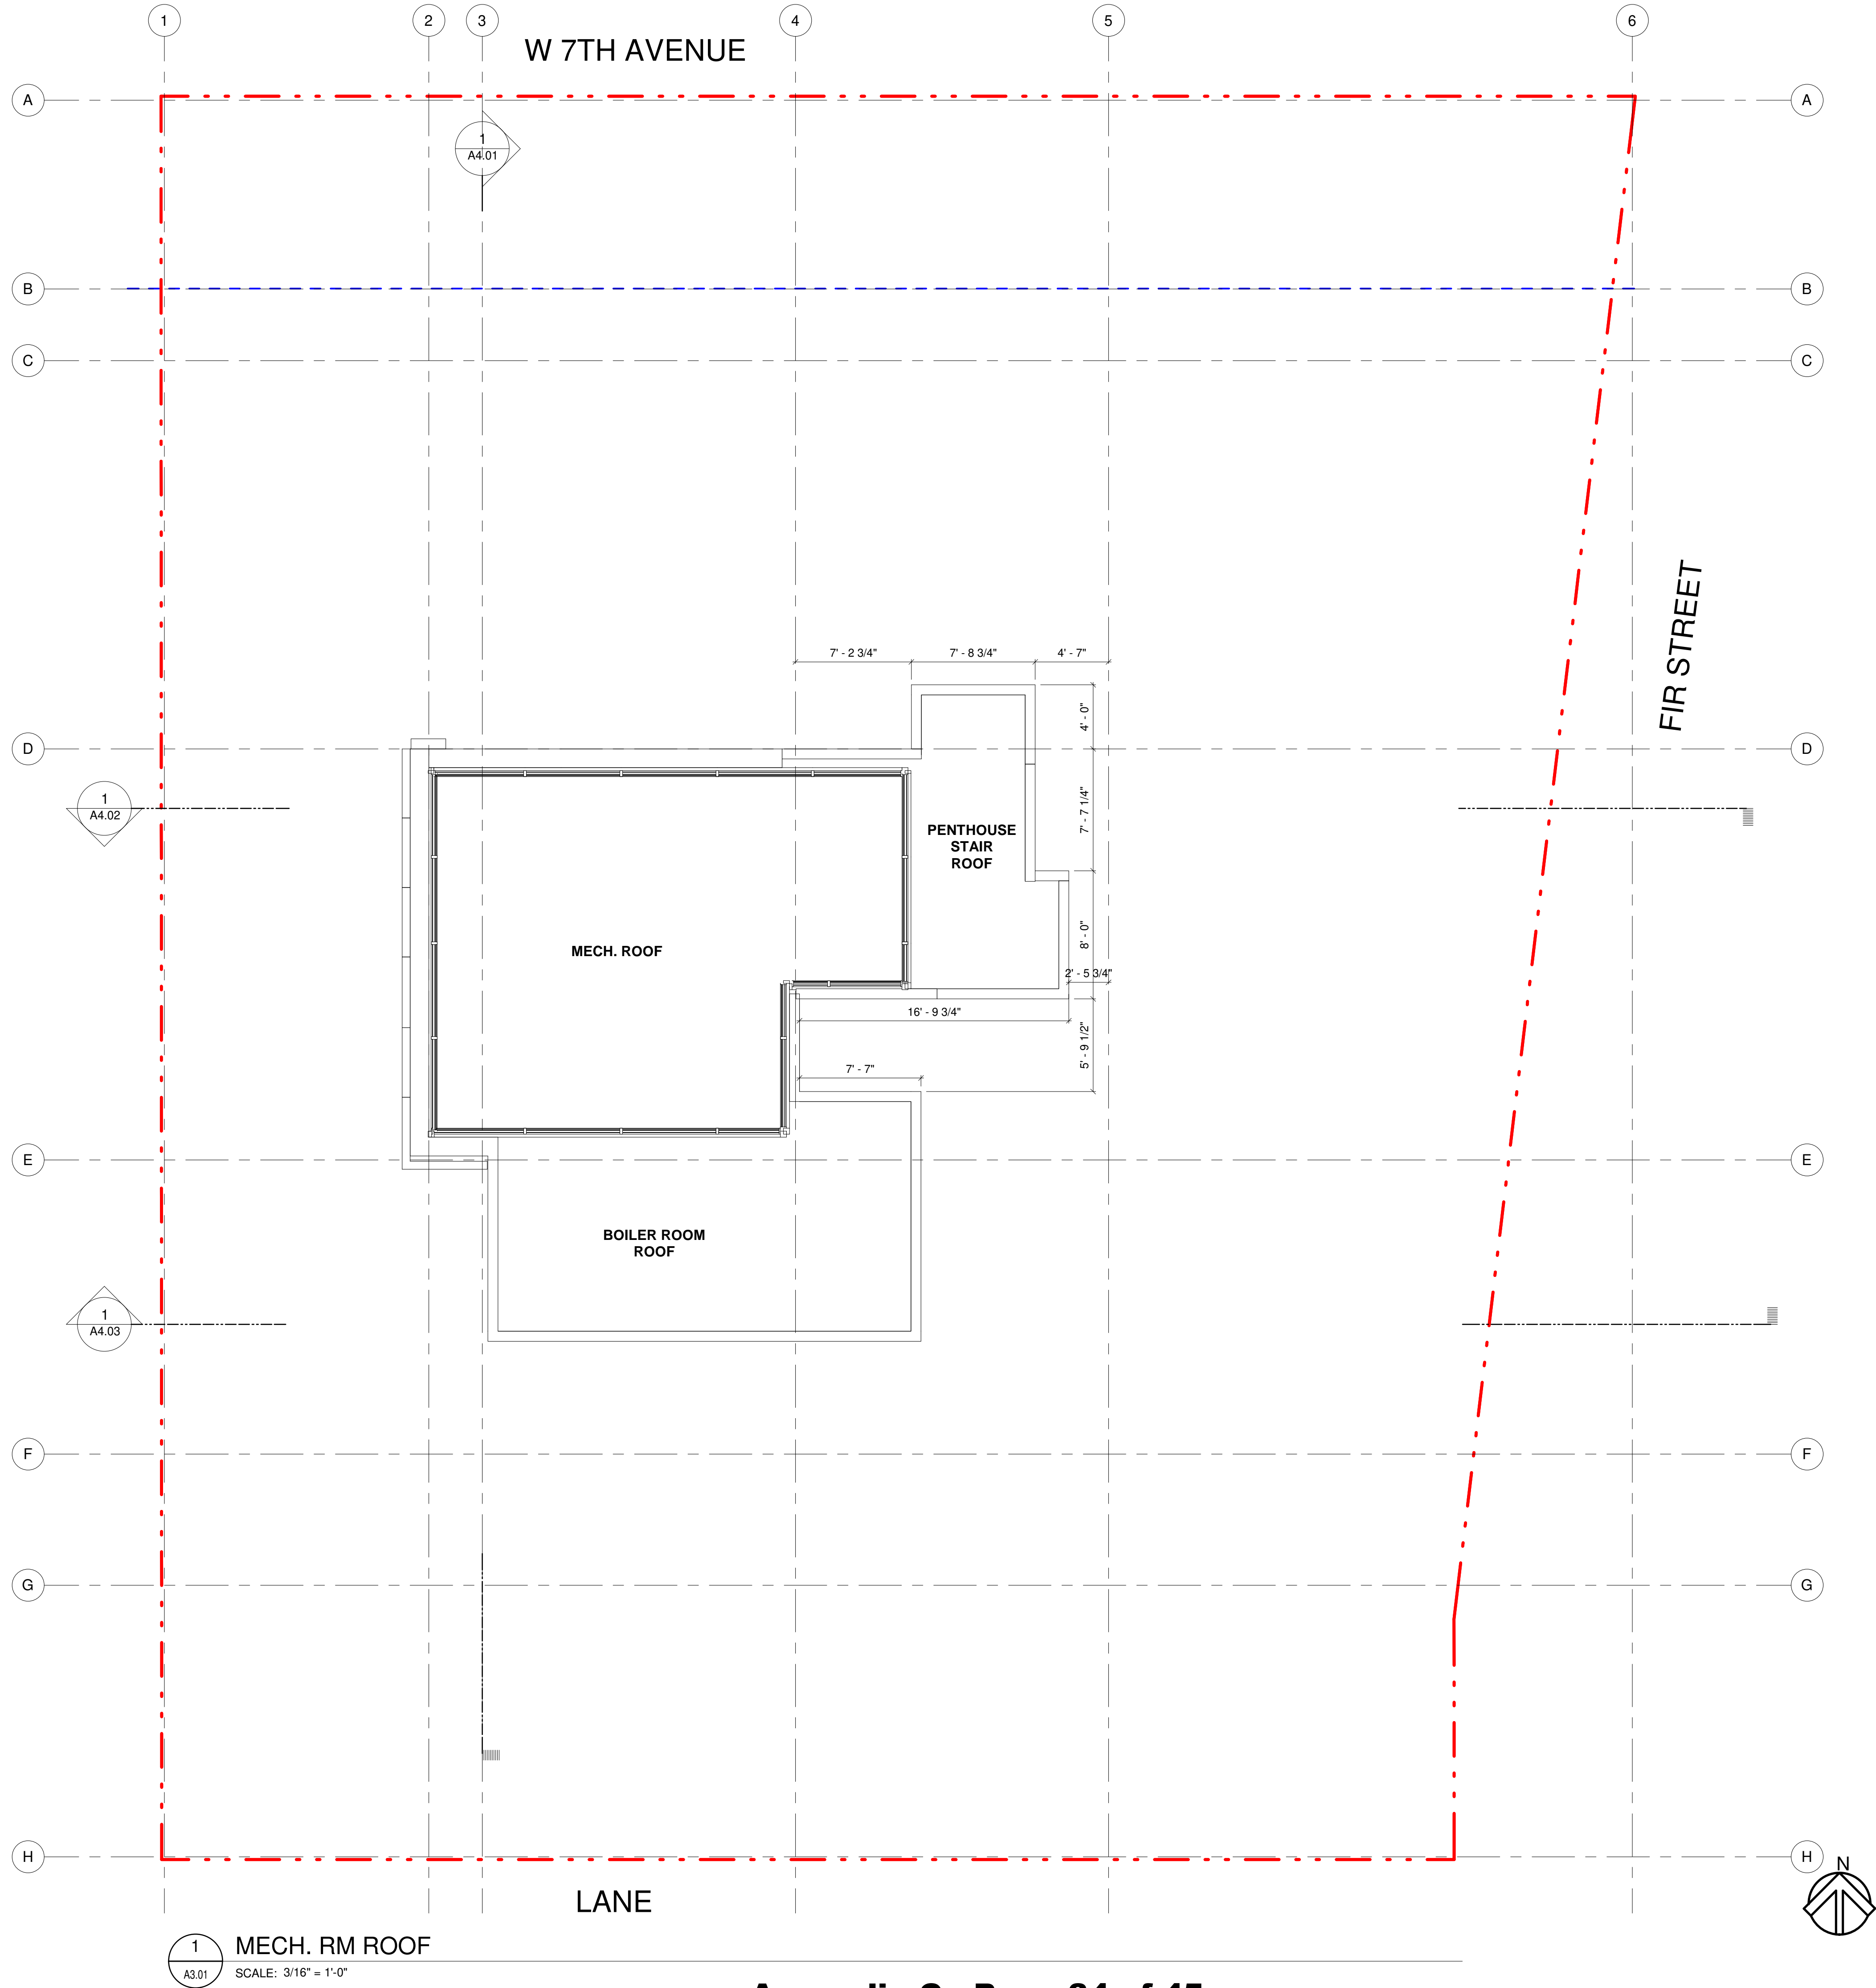 1 2 3 4 5 6
W 7TH AVENUE
A A
1
A4.01
B B
C C
FIR STREET
7' - 2 3/4" 7' - 8 3/4" 4' - 7"
4' - 0"
D D
1
A4.02
7' - 7 1/4"
PENTHOUSE
STAIR
ROOF
MECH. ROOF
8' - 0"
2' - 5 3/4"
16' - 9 3/4"
5' - 9 1/2"
7' - 7"
E E
BOILER ROOM
ROOF
1
A4.03
F F
G G
H H
N
LANE
1
A3.01
MECH. RM ROOF
SCALE: 3/16" = 1'-0"